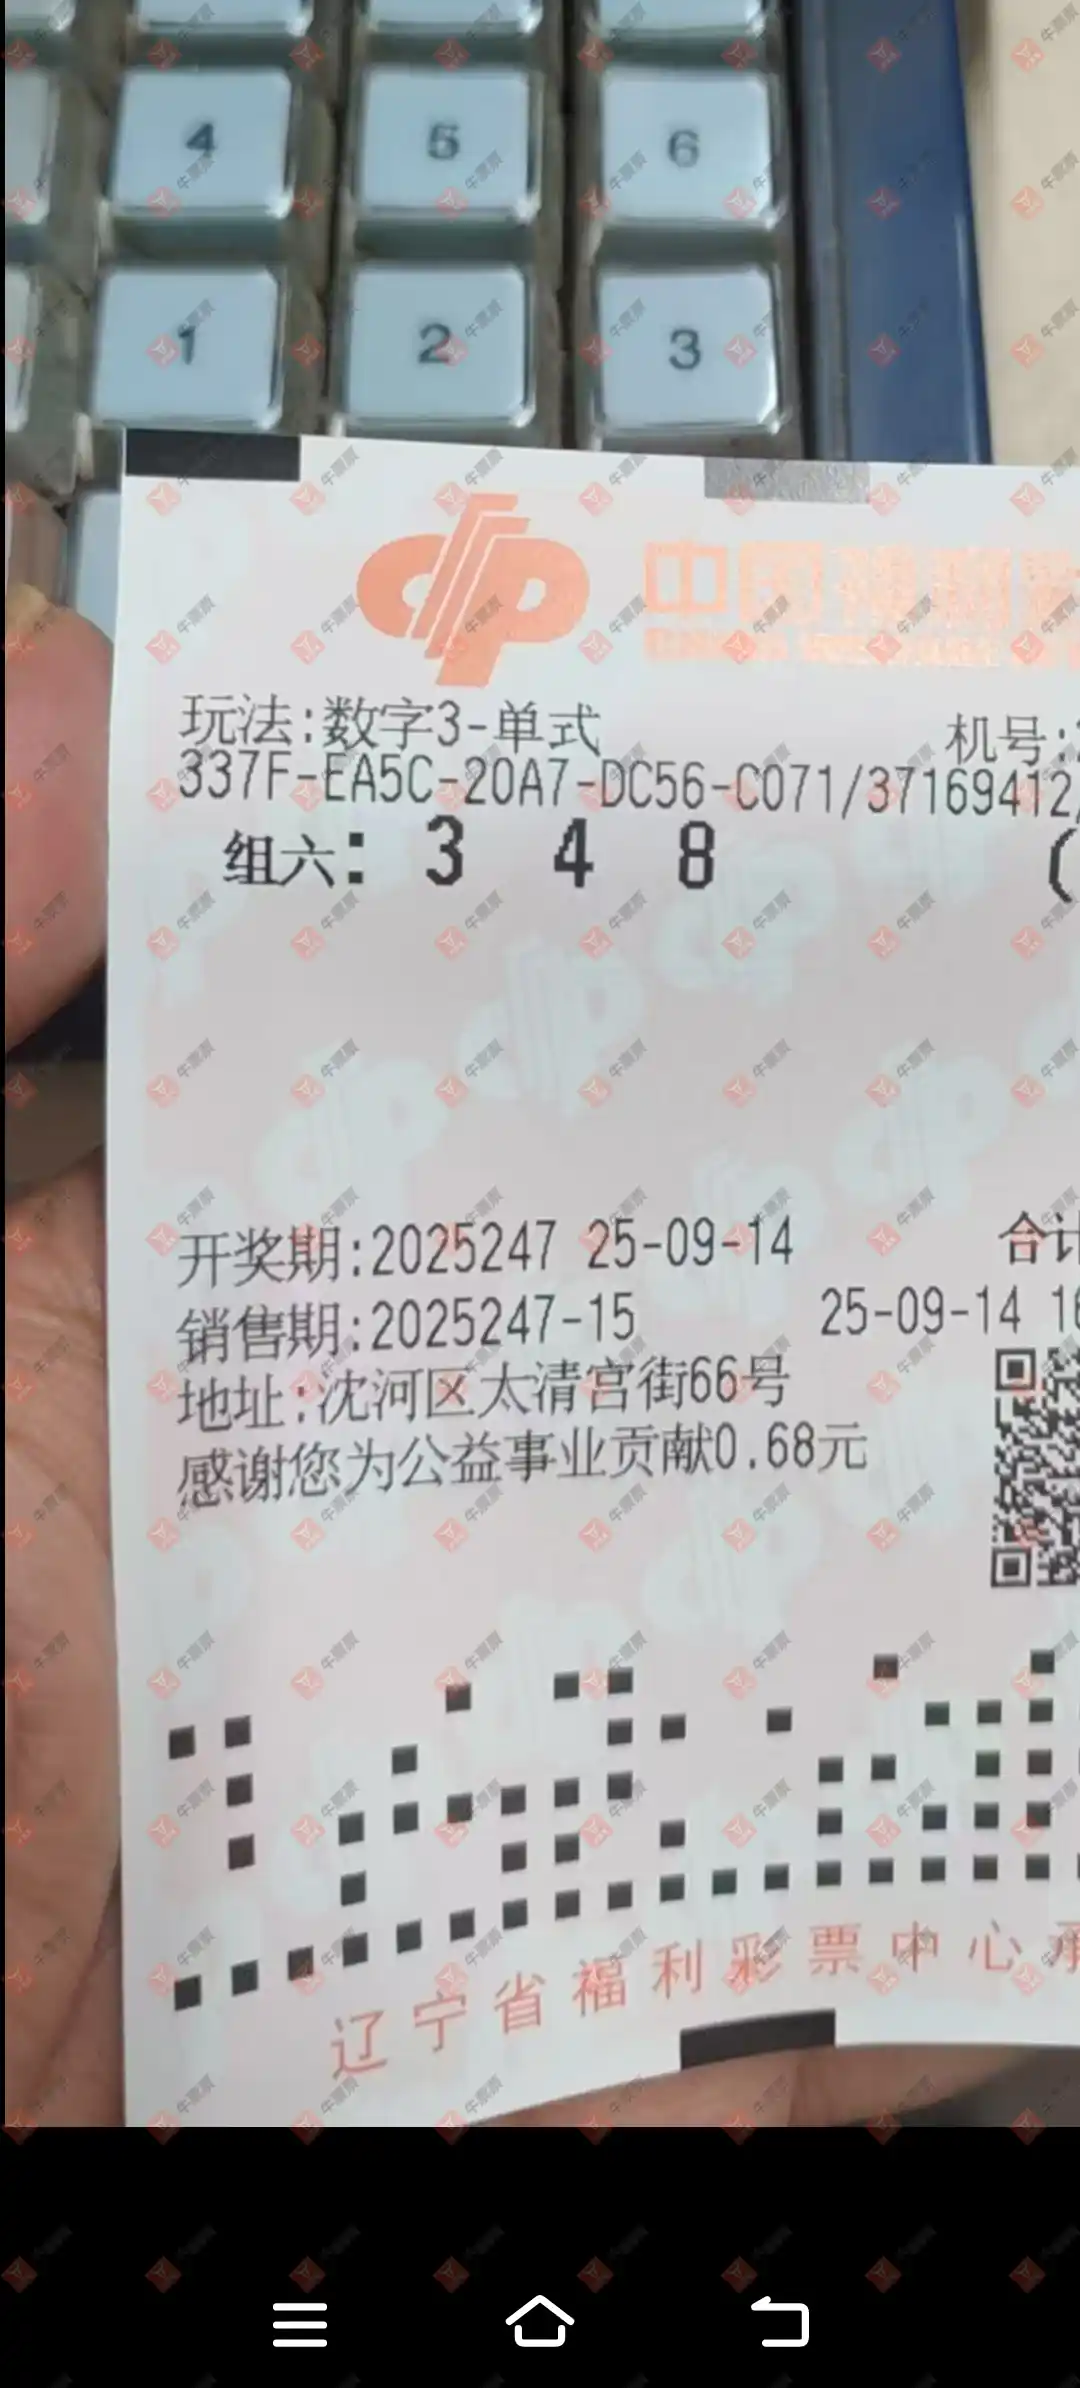 4 5 6
1 2 3
中国福利
玩法:数字3-单式
机号:
337F-EA5C-20A7-DC56-C071/37169412
组六: 3 4 8 (
开奖期:2025247 25-09-14
合计
销售期:2025247-15
25-09-14 1
地址:沈河区太清宫街66号
感谢您为公益事业贡献0.68元
辽宁省福利彩票中心承
牛票票